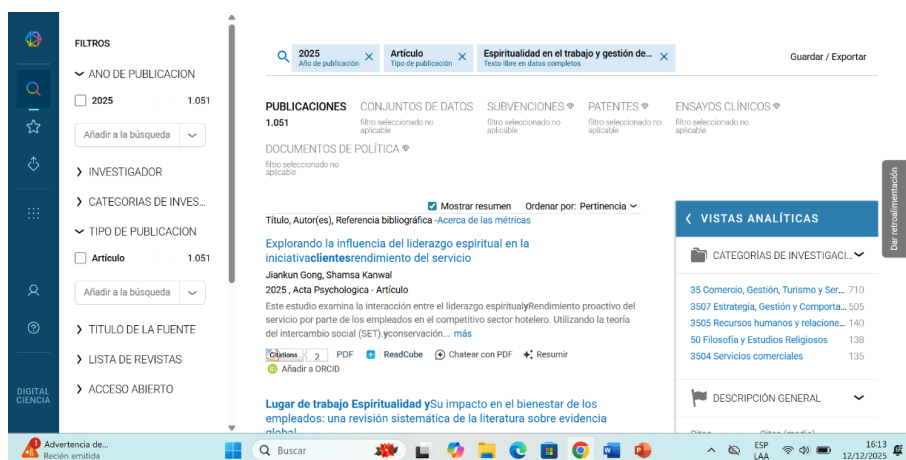 FILTROS
ANO DE PUBLICACION
2025 1.051
Añadir a la búsqueda
INVESTIGADOR
CATEGORIAS DE INVES...
TIPO DE PUBLICACION
Artículo 1.051
Añadir a la búsqueda
TITULO DE LA FUENTE
LISTA DE REVISTAS
ACCESO ABIERTO
DIGITAL
CIENCIA
2025
Año de publicación
Artículo
Tipo de publicación
Espiritualidad en el trabajo y gestión de...
Texto libre en datos completos
Guardar / Exportar
PUBLICACIONES
1.051
CONJUNTOS DE DATOS
filtro seleccionado no
aplicable
SUBVENCIONES
filtro seleccionado no
aplicable
PATENTES
filtro seleccionado no
aplicable
ENSAYOS CLÍNICOS
filtro seleccionado no
aplicable
DOCUMENTOS DE POLÍTICA
filtro seleccionado no
aplicable
Mostrar resumen Ordenar por: Pertinencia
Título, Autor(es), Referencia bibliográfica -Acerca de las métricas
Explorando la influencia del liderazgo espiritual en la
iniciativaclientesrendimiento del servicio
Jiankun Gong, Shamsa Kanwal
2025 , Acta Psychologica - Artículo
Este estudio examina la interacción entre el liderazgo espiritualyRendimiento proactivo del
servicio por parte de los empleados en el competitivo sector hotelero. Utilizando la teoría
del intercambio social (SET).yconservación... más
Citations 2 PDF ReadCube Chatear con PDF Resumir
Añadir a ORCID
Lugar de trabajo Espiritualidad ySu impacto en el bienestar de los
empleados: una revisión sistemática de la literatura sobre evidencia
global
VISTAS ANALÍTICAS
CATEGORÍAS DE INVESTIGACI...
35 Comercio, Gestión, Turismo y Ser... 710
3507 Estrategia, Gestión y Comporta... 505
3505 Recursos humanos y relacione... 140
50 Filosofía y Estudios Religiosos 138
3504 Servicios comerciales 135
DESCRIPCIÓN GENERAL
Dar retroalimentación
Advertencia de...
Recién emitida
Buscar
ESP
LAA
16:13
12/12/2025